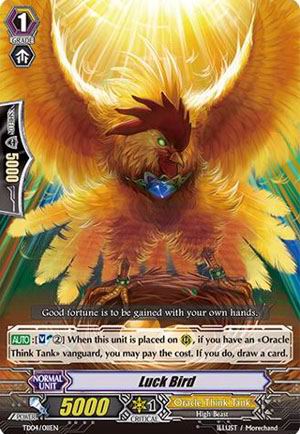 1
GRADE
SHIELD
5000
Good fortune is to be gained with your own hands.
AUTO: [②] When this unit is placed on Ⓡ, if you have an «Oracle
Think Tank» vanguard, you may pay the cost. If you do, draw a card.
NORMAL
UNIT
Luck Bird
POWER
5000
1
CRITICAL
Oracle Think Tank
High Beast
TD04/011EN
ILLUST / Morechand